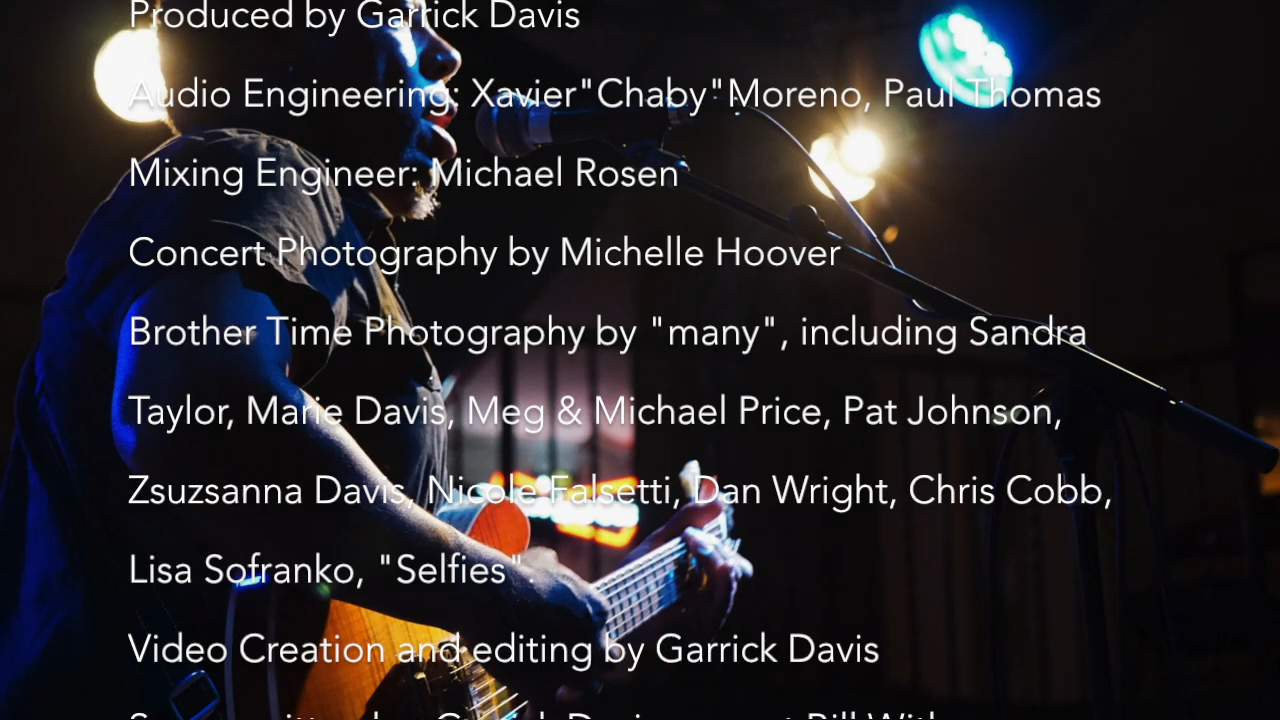 Produced by Garrick Davis
Audio Engineering: Xavier"Chaby"Moreno, Paul Thomas
Mixing Engineer: Michael Rosen
Concert Photography by Michelle Hoover
Brother Time Photography by "many", including Sandra
Taylor, Marie Davis, Meg & Michael Price, Pat Johnson,
Zsuzsanna Davis, Nicole Falsetti, Dan Wright, Chris Cobb,
Lisa Sofranko, "Selfies".
Video Creation and editing by Garrick Davis